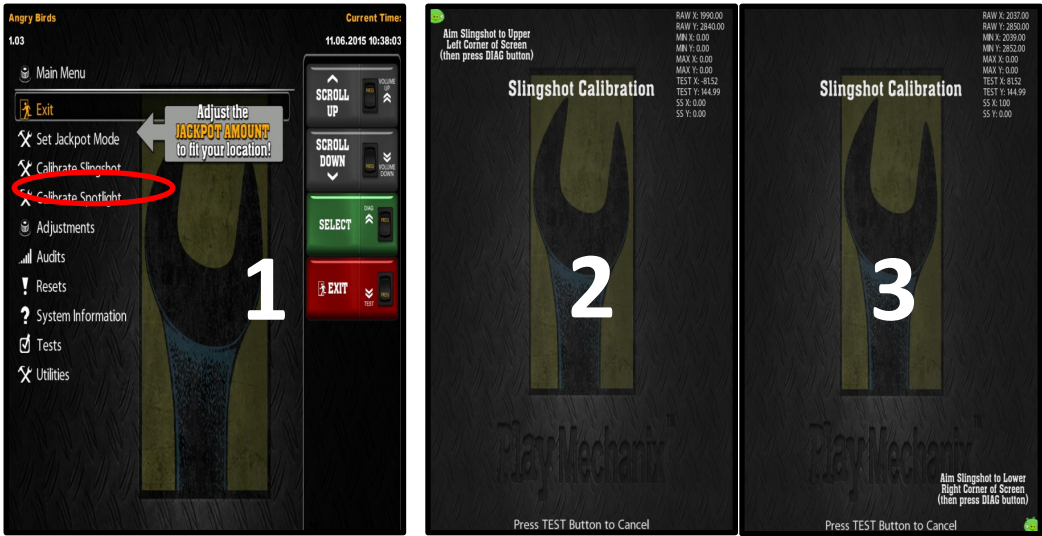 Angry Birds
Current Time:
1.03
11.06.2015 10:38:03
Main Menu
Exit
Set Jackpot Mode
Calibrate Slingshot
Calibrate Spotlight
Adjustments
Audits
Resets
System Information
Tests
Utilities
Adjust the
JACKPOT AMOUNT
to fit your location!
SCROLL
UP
PRESS
VOLUME
UP
SCROLL
DOWN
PRESS
VOLUME
DOWN
SELECT
DIAG
PRESS
EXIT
TEST
PRESS
1
Aim Slingshot to Upper
Left Corner of Screen
(then press DIAG button)
RAW X: 1990.00
RAW Y: 2840.00
MIN X: 0.00
MIN Y: 0.00
MAX X: 0.00
MAX Y: 0.00
TEST X: -81.52
TEST Y: 144.99
SS X: 0.00
SS Y: 0.00
Slingshot Calibration
2
Play Mechanix TM
Press TEST Button to Cancel
RAW X: 2037.00
RAW Y: 2850.00
MIN X: 2039.00
MIN Y: 2852.00
MAX X: 0.00
MAX Y: 0.00
TEST X: 81.52
TEST Y: 144.99
SS X: 1.00
SS Y: 0.00
Slingshot Calibration
3
Play Mechanix TM
Aim Slingshot to Lower
Right Corner of Screen
(then press DIAG button)
Press TEST Button to Cancel